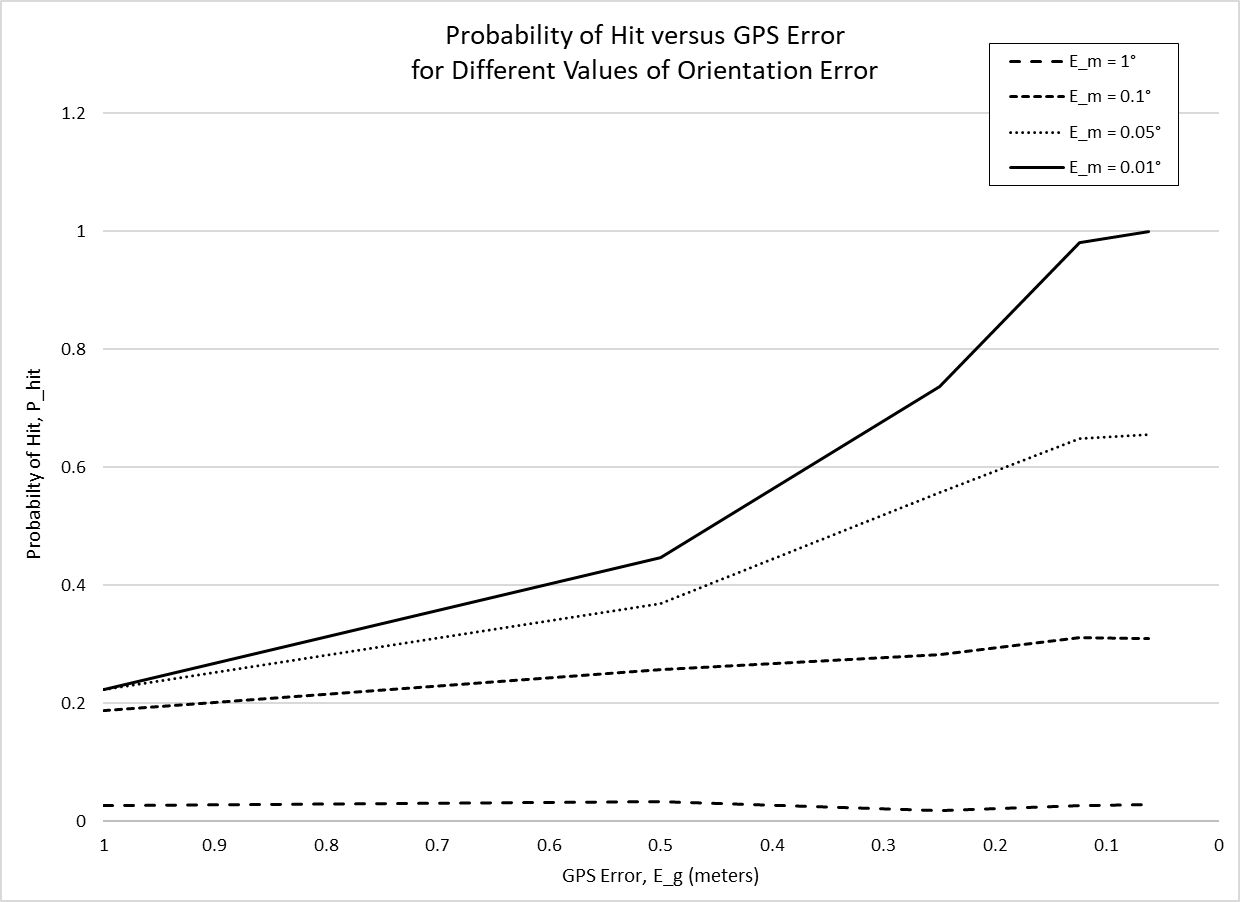 Probability of Hit versus GPS Error
for Different Values of Orientation Error
E_m = 1°
E_m = 0.1°
E_m = 0.05°
E_m = 0.01°
1.2
1
0.8
0.6
0.4
0.2
0
Probabilty of Hit, P_hit
1
0.9
0.8
0.7
0.6
0.5
0.4
0.3
0.2
0.1
0
GPS Error, E_g (meters)